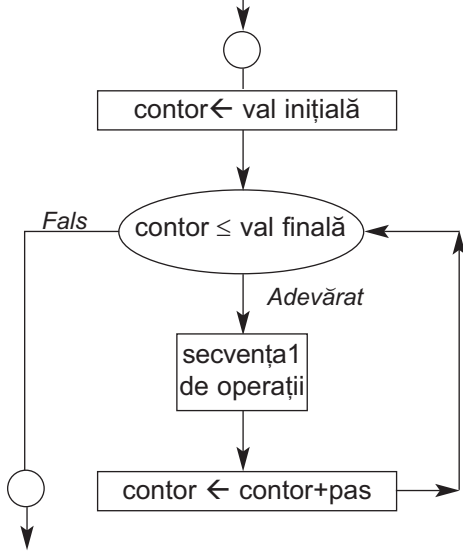 contor← val inițială
Fals
contor ≤ val finală
Adevărat
secvența1
de operații
contor ← contor+pas